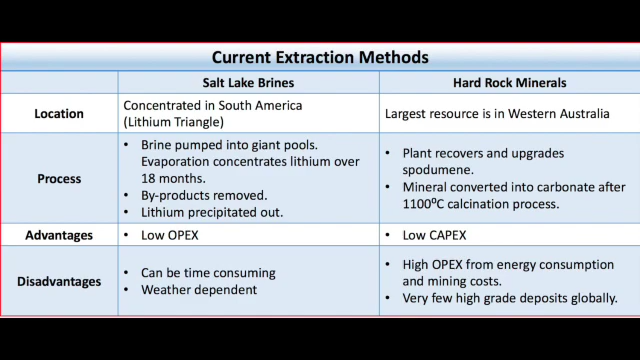 Current Extraction Methods
Salt Lake Brines
Hard Rock Minerals
Location
Concentrated in South America
(Lithium Triangle)
Largest resource is in Western Australia
Process
• Brine pumped into giant pools.
Evaporation concentrates lithium over
18 months.
• By-products removed.
• Lithium precipitated out.
• Plant recovers and upgrades
spodumene.
• Mineral converted into carbonate after
1100⁰C calcination process.
Advantages
• Low OPEX
• Low CAPEX
Disadvantages
• Can be time consuming
• Weather dependent
• High OPEX from energy consumption
and mining costs.
• Very few high grade deposits globally.